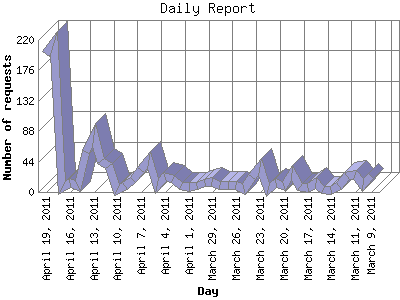 Daily Report
Number of requests
220
176
132
88
44
0
April 19, 2011
April 16, 2011
April 13, 2011
April 10, 2011
April 7, 2011
April 4, 2011
April 1, 2011
March 29, 2011
March 26, 2011
March 23, 2011
March 20, 2011
March 17, 2011
March 14, 2011
March 11, 2011
March 9, 2011
Day